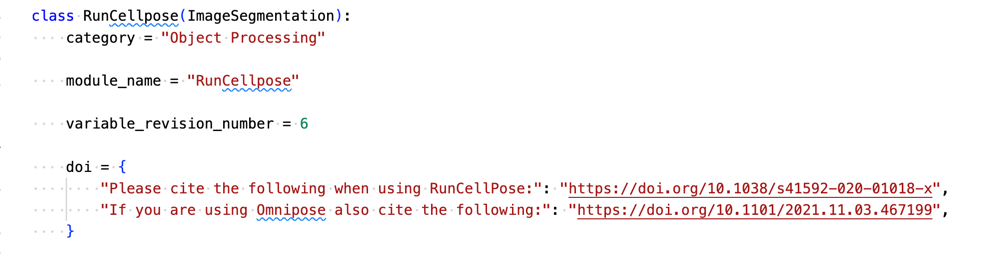 class RunCellpose(ImageSegmentation):
    category = "Object Processing"
    module_name = "RunCellpose"
    variable_revision_number = 6
    doi = {
        "Please cite the following when using RunCellPose:": "https://doi.org/10.1038/s41592-020-01018-x",
        "If you are using Omnipose also cite the following:": "https://doi.org/10.1101/2021.11.03.467199",
    }